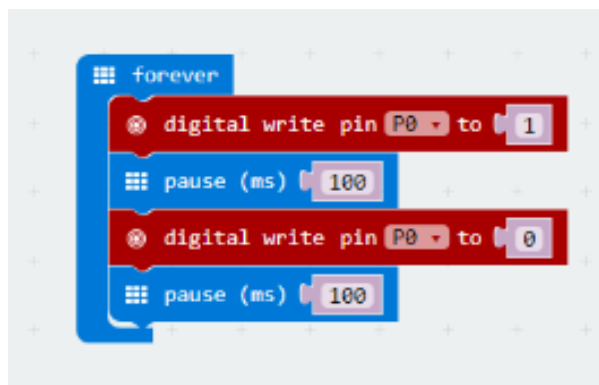 forever
digital write pin P0 to 1
pause (ms) 100
digital write pin P0 to 0
pause (ms) 100